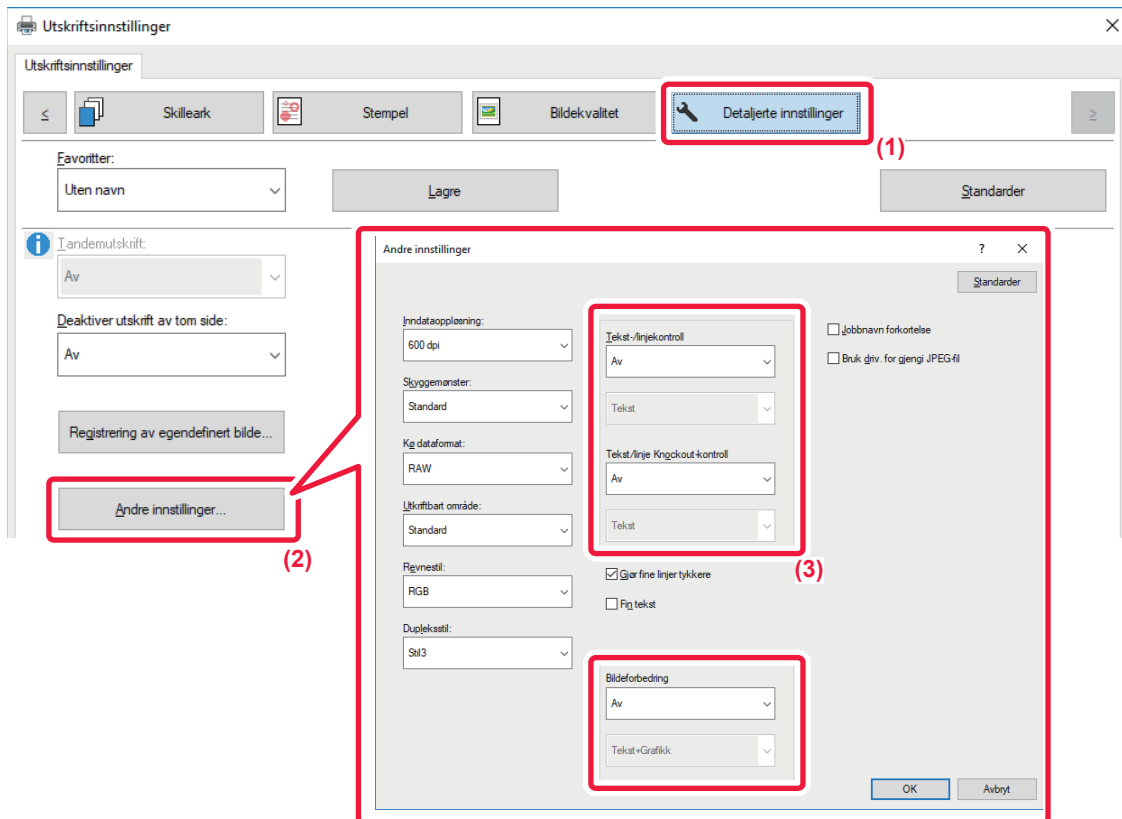 Utskriftsinnstillinger
Utskriftsinnstillinger
≤ Skilleark Stempel Bildekvalitet Detaljerte innstillinger ≥
(1)
Favoritter:
Uten navn Lagre Standarder
Tandemutskrift:
Av
Deaktiver utskrift av tom side:
Av
Registrering av egendefinert bilde...
Andre innstillinger...
(2)
Andre innstillinger ?
Standarder
Inndataoppløsning:
600 dpi
Skyggemønster:
Standard
Kø dataformat:
RAW
Utkriftbart område:
Standard
Revnestil:
RGB
Dupleksstil:
Stil3
Tekst-/linjekontroll
Av
Tekst
Tekst/linje Knockout-kontroll
Av
Tekst
(3)
Gjør fine linjer tykkere
Fin tekst
Bildeforbedring
Av
Tekst+Grafikk
Jobbnavn forkortelse
Bruk driv. for gjengi JPEG-fil
OK Avbryt